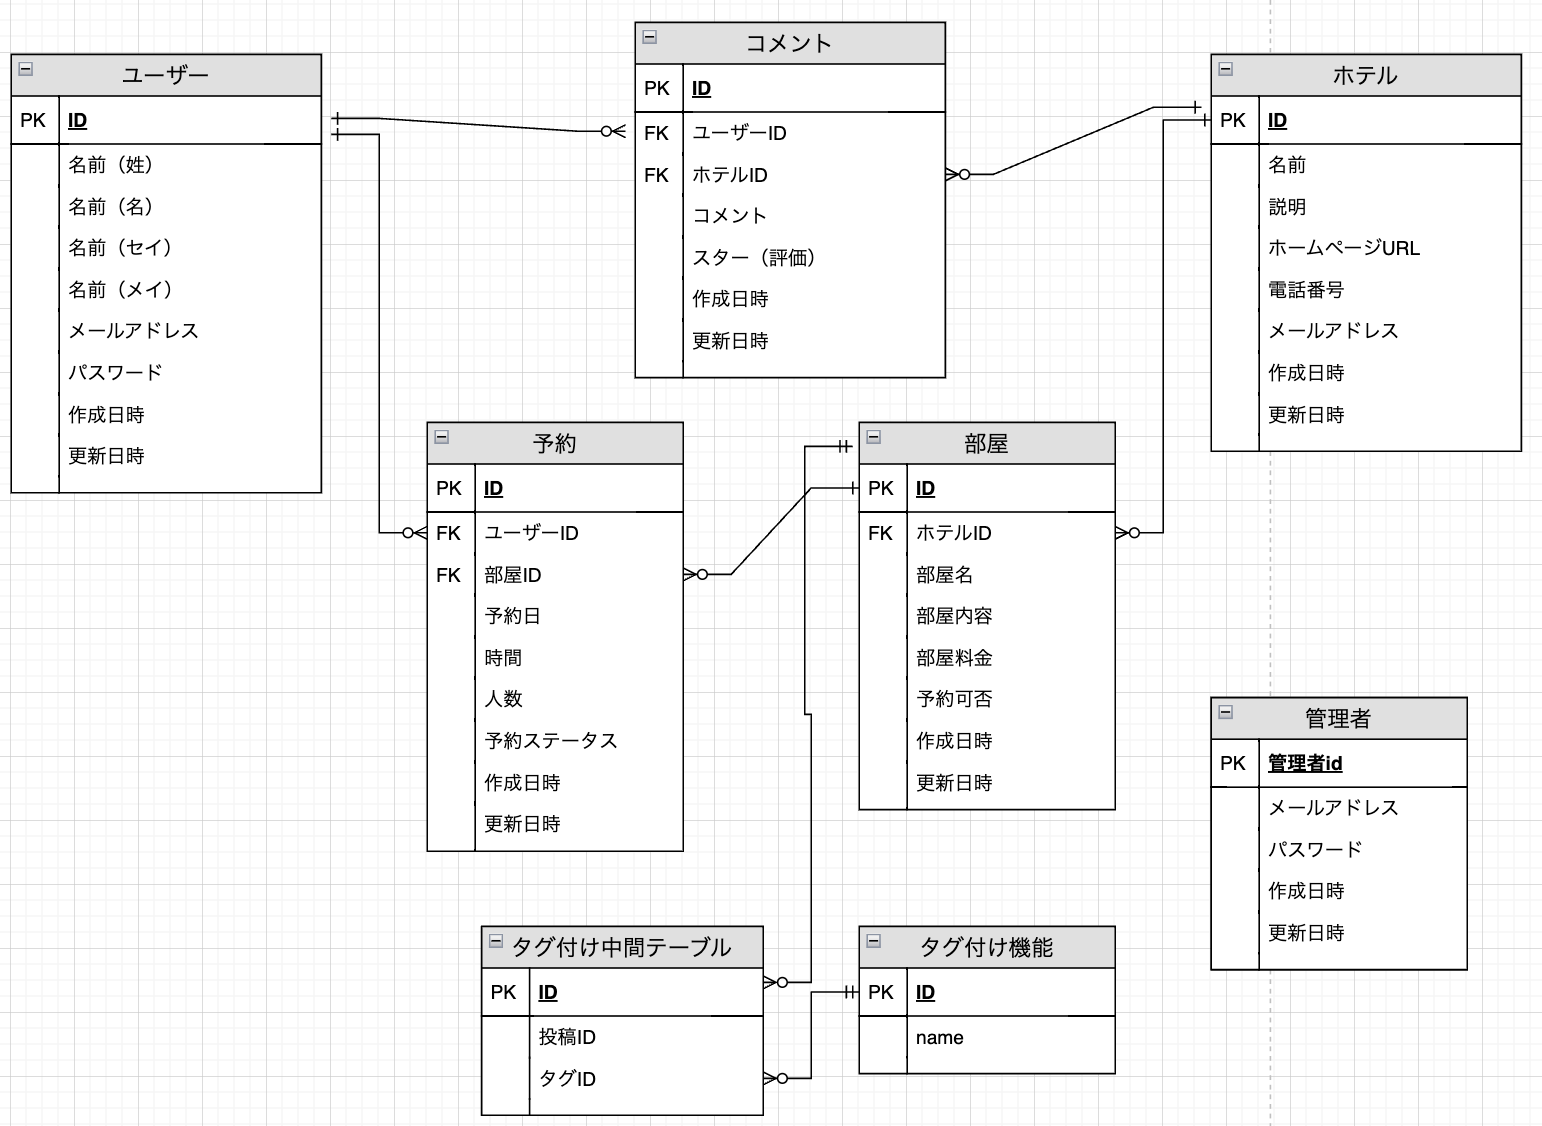 ユーザー
PK ID
名前（姓）
名前（名）
名前（セイ）
名前（メイ）
メールアドレス
パスワード
作成日時
更新日時
コメント
PK ID
FK ユーザーID
FK ホテルID
コメント
スター（評価）
作成日時
更新日時
ホテル
PK ID
名前
説明
ホームページURL
電話番号
メールアドレス
作成日時
更新日時
予約
PK ID
FK ユーザーID
FK 部屋ID
予約日
時間
人数
予約ステータス
作成日時
更新日時
部屋
PK ID
FK ホテルID
部屋名
部屋内容
部屋料金
予約可否
作成日時
更新日時
管理者
PK 管理者id
メールアドレス
パスワード
作成日時
更新日時
タグ付け中間テーブル
PK ID
投稿ID
タグID
タグ付け機能
PK ID
name